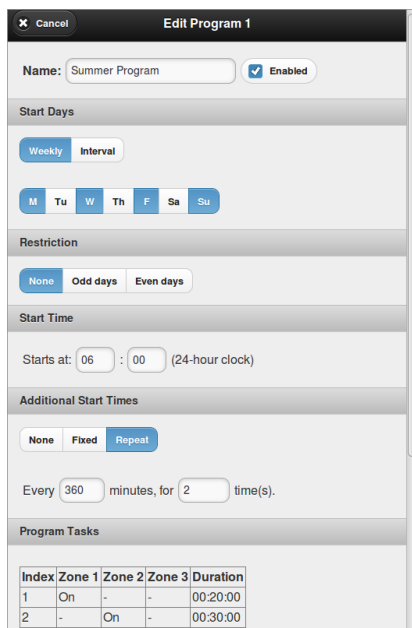 Cancel Edit Program 1
Name: Summer Program Enabled
Start Days
Weekly Interval
M Tu W Th F Sa Su
Restriction
None Odd days Even days
Start Time
Starts at: 06 : 00 (24-hour clock)
Additional Start Times
None Fixed Repeat
Every 360 minutes, for 2 time(s).
Program Tasks
Index Zone 1 Zone 2 Zone 3 Duration
1 On - - 00:20:00
2 - On - 00:30:00